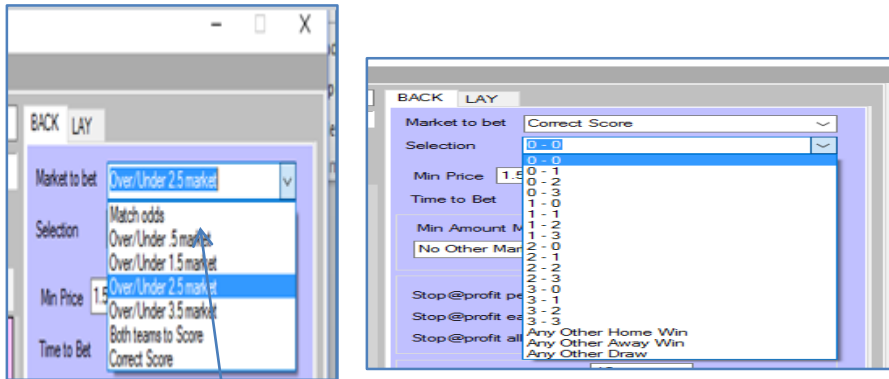 BACK LAY
Market to bet Over/Under 2.5 market
Match odds
Selection
Over/Under .5 market
Over/Under 1.5 market
Over/Under 2.5 market
Min Price 1.5
Over/Under 3.5 market
Both teams to Score
Time to Bet
Correct Score
BACK LAY
Market to bet Correct Score
Selection 0 - 0
0 - 0
Min Price 1.5
0 - 1
0 - 2
Time to Bet
0 - 3
1 - 0
1 - 1
Min Amount M
1 - 2
1 - 3
No Other Mar
2 - 0
2 - 1
2 - 2
2 - 3
Stop@profit pe
3 - 0
3 - 1
Stop@profit ea
3 - 2
3 - 3
Stop@profit all
Any Other Home Win
Any Other Away Win
Any Other Draw